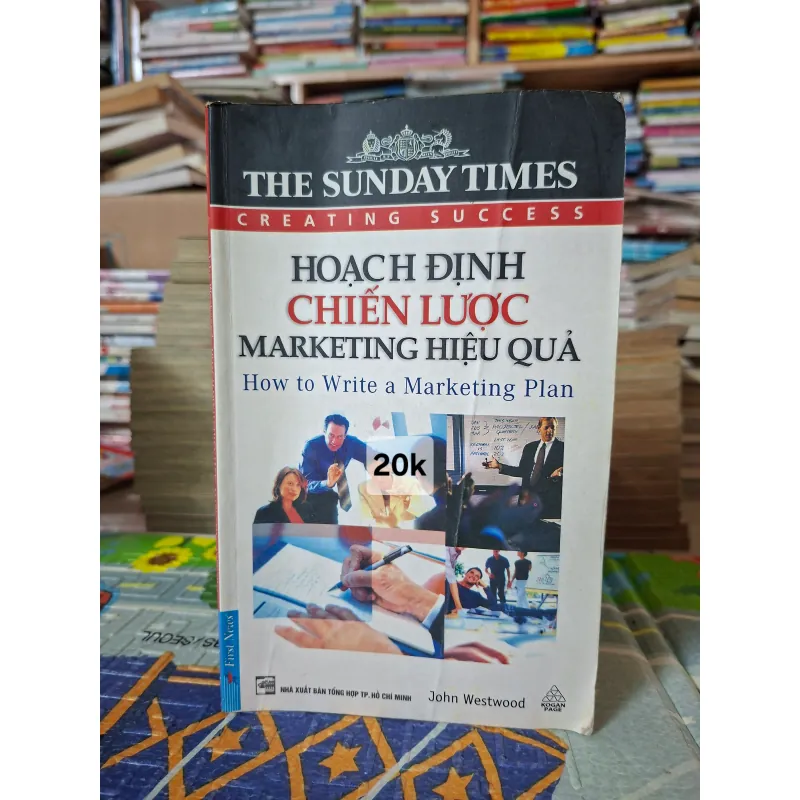 THE SUNDAY TIMES
CREATING SUCCESS
HOẠCH ĐỊNH
CHIẾN LƯỢC
MARKETING HIỆU QUẢ
How to Write a Marketing Plan
20k
First News
NHÀ XUẤT BẢN TỔNG HỢP TP. HỒ CHÍ MINH
John Westwood
KOGAN
PAGE
SEOUL